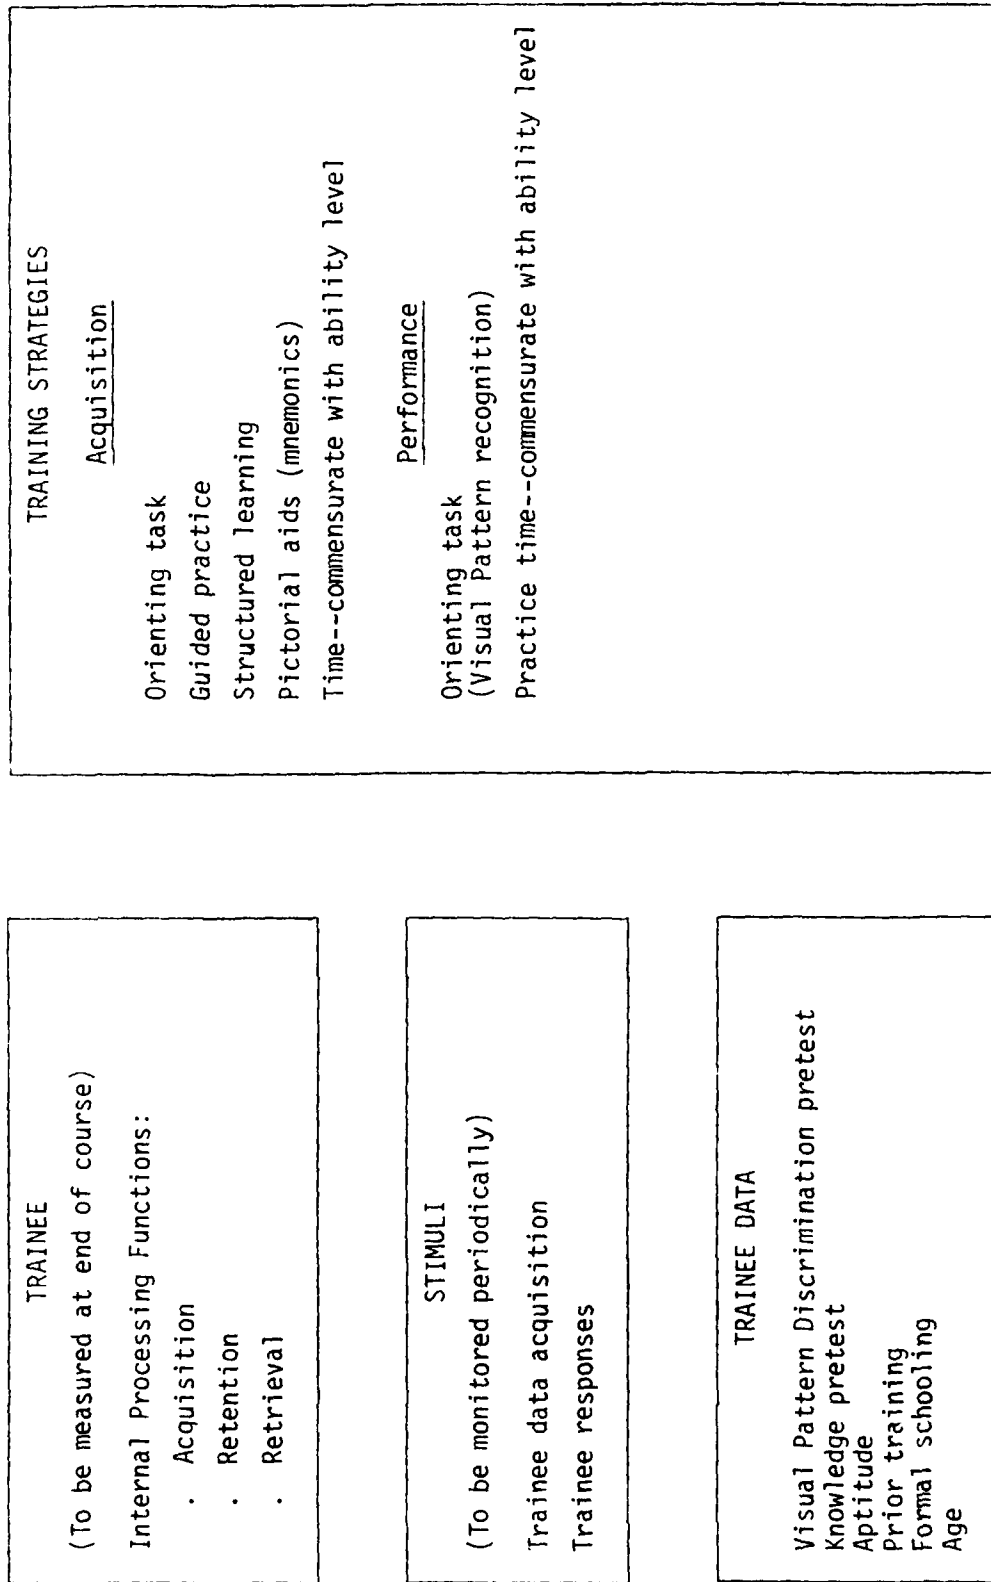 TRAINEE
(To be measured at end of course)
Internal Processing Functions:
. Acquisition
. Retention
. Retrieval
STIMULI
(To be monitored periodically)
Trainee data acquisition
Trainee responses
TRAINEE DATA
Visual Pattern Discrimination pretest
Knowledge pretest
Aptitude
Prior training
Formal schooling
Age
TRAINING STRATEGIES
Acquisition
Orienting task
Guided practice
Structured learning
Pictorial aids (mnemonics)
Time--commensurate with ability level
Performance
Orienting task
(Visual Pattern recognition)
Practice time--commensurate with ability level